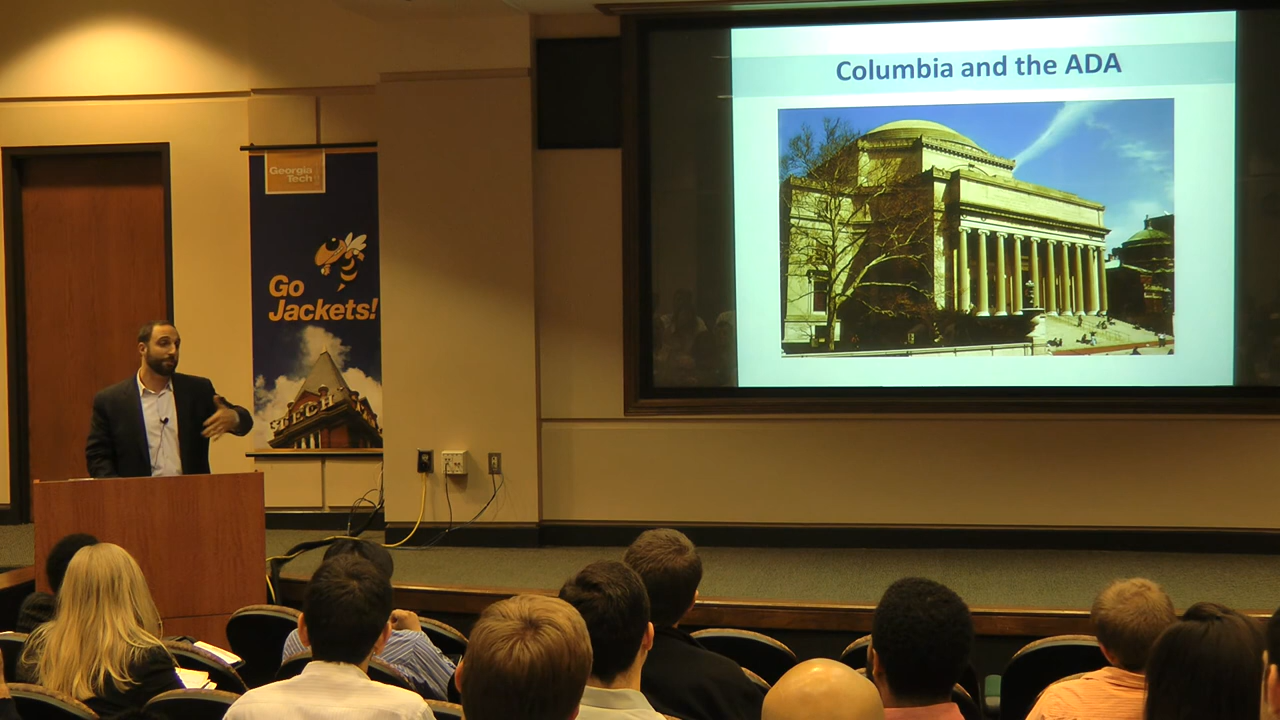 Columbia and the ADA
Georgia
Tech
Go
Jackets!
TECH